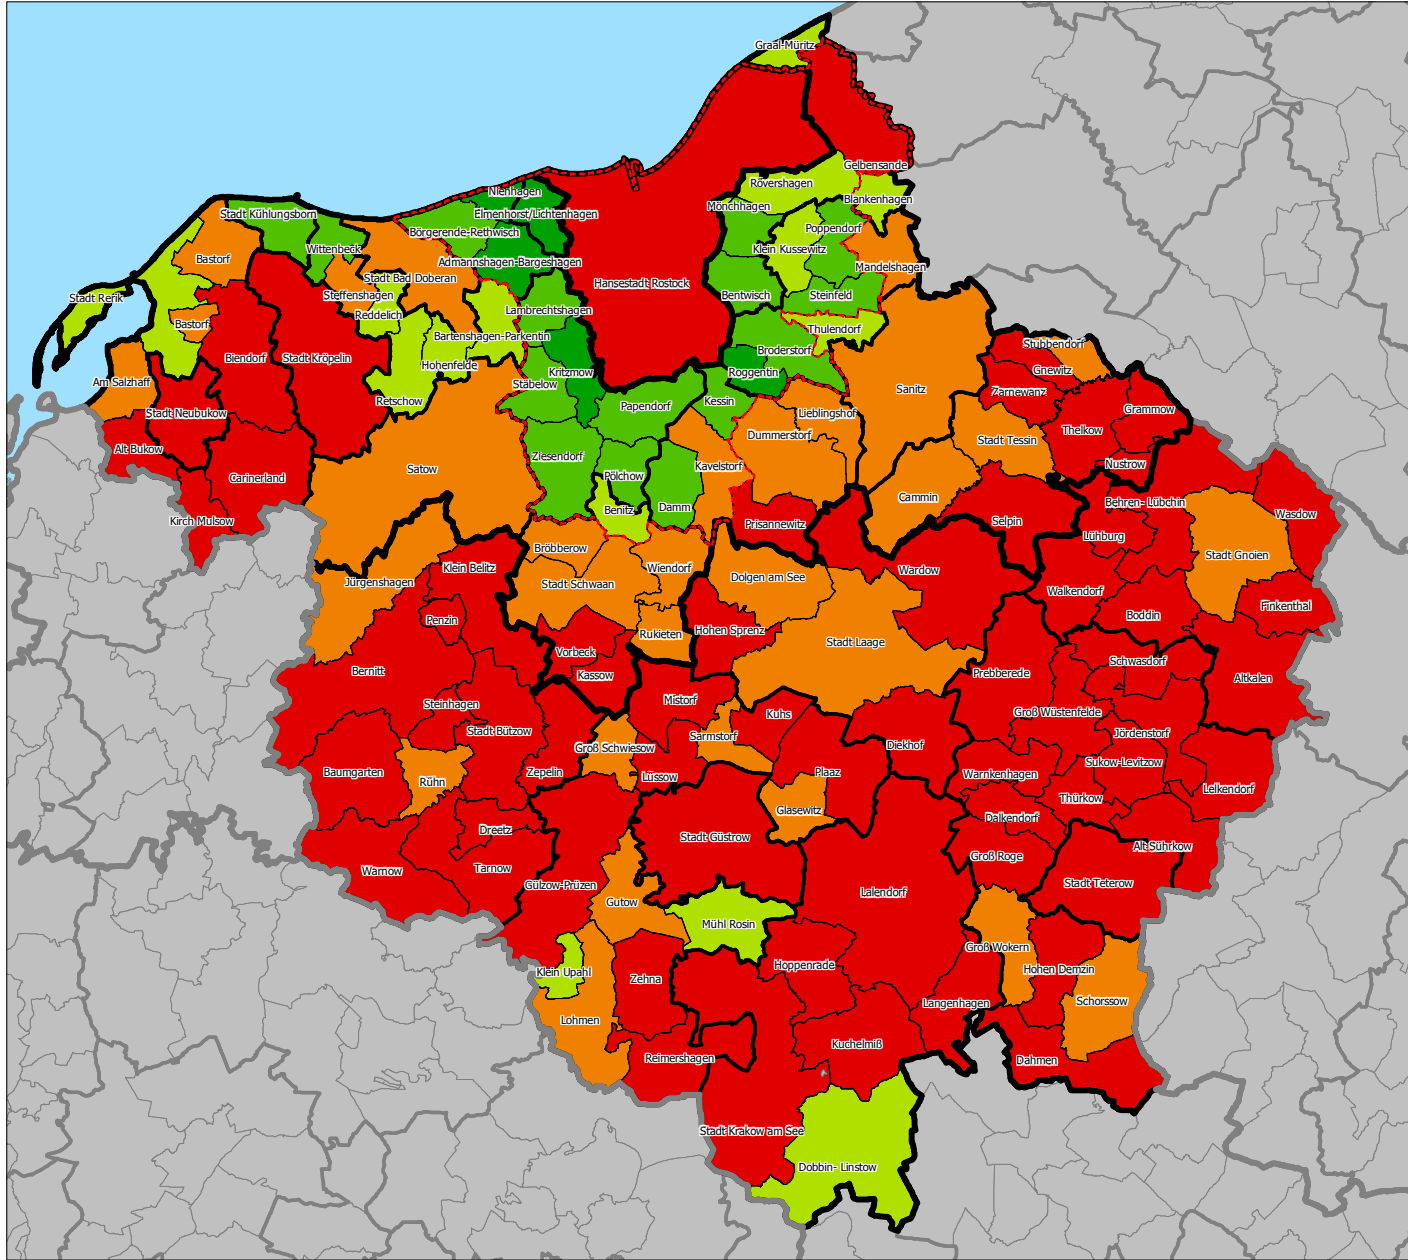 Graal-Müritz
Gelbensande
Rövershagen
Blankenhagen
Nienhagen
Mönchhagen
Stadt Kühlungsborn
Elmenhorst/Lichtenhagen
Börgerende-Rethwisch
Poppendorf
Wittenbeck
Klein Kussewitz
Bastorf
Admannshagen-Bargeshagen
Mandelshagen
Stadt Bad Doberan
Hansestadt Rostock
Steffenshagen
Bentwisch
Steinfeld
Stadt Rerik
Lambrechtshagen
Reddelich
Bastorf
Thulendorf
Bartenshagen-Parkentin
Stubbendorf
Broderstorf
Biendorf
Stadt Kröpelin
Hohenfelde
Gnewitz
Kritzmow
Roggentin
Am Salzhaff
Stäbelow
Sanitz
Zarnewanz
Retschow
Kessin
Papendorf
Grammow
Stadt Neubukow
Lieblingshof
Thelkow
Dummerstorf
Stadt Tessin
Alt Bukow
Ziesendorf
Kavelstorf
Nustrow
Satow
Carinerland
Pölchow
Cammin
Behren- Lübchin
Damm
Benitz
Wasdow
Kirch Mulsow
Prisannewitz
Selpin
Lühburg
Bröbberow
Stadt Gnoien
Klein Belitz
Wiendorf
Wardow
Dolgen am See
Jürgenshagen
Stadt Schwaan
Walkendorf
Finkenthal
Boddin
Penzin
Hohen Sprenz
Rukieten
Stadt Laage
Vorbeck
Schwasdorf
Bernitt
Kassow
Prebberede
Altkalen
Mistorf
Steinhagen
Kuhs
Groß Wüstenfelde
Stadt Bützow
Jördenstorf
Sarmstorf
Groß Schwiesow
Diekhof
Sukow-Levitzow
Baumgarten
Zepelin
Plaaz
Warnkenhagen
Lüssow
Rühn
Lelkendorf
Thürkow
Glasewitz
Dalkendorf
Dreetz
Stadt Güstrow
Alt Sührkow
Groß Roge
Tarnow
Warnow
Gülzow-Prüzen
Stadt Teterow
Lalendorf
Gutow
Mühl Rosin
Groß Wokern
Hoppenrade
Hohen Demzin
Klein Upahl
Zehna
Schorssow
Langenhagen
Lohmen
Kuchelmiß
Reimershagen
Dahmen
Stadt Krakow am See
Dobbin- Linstow